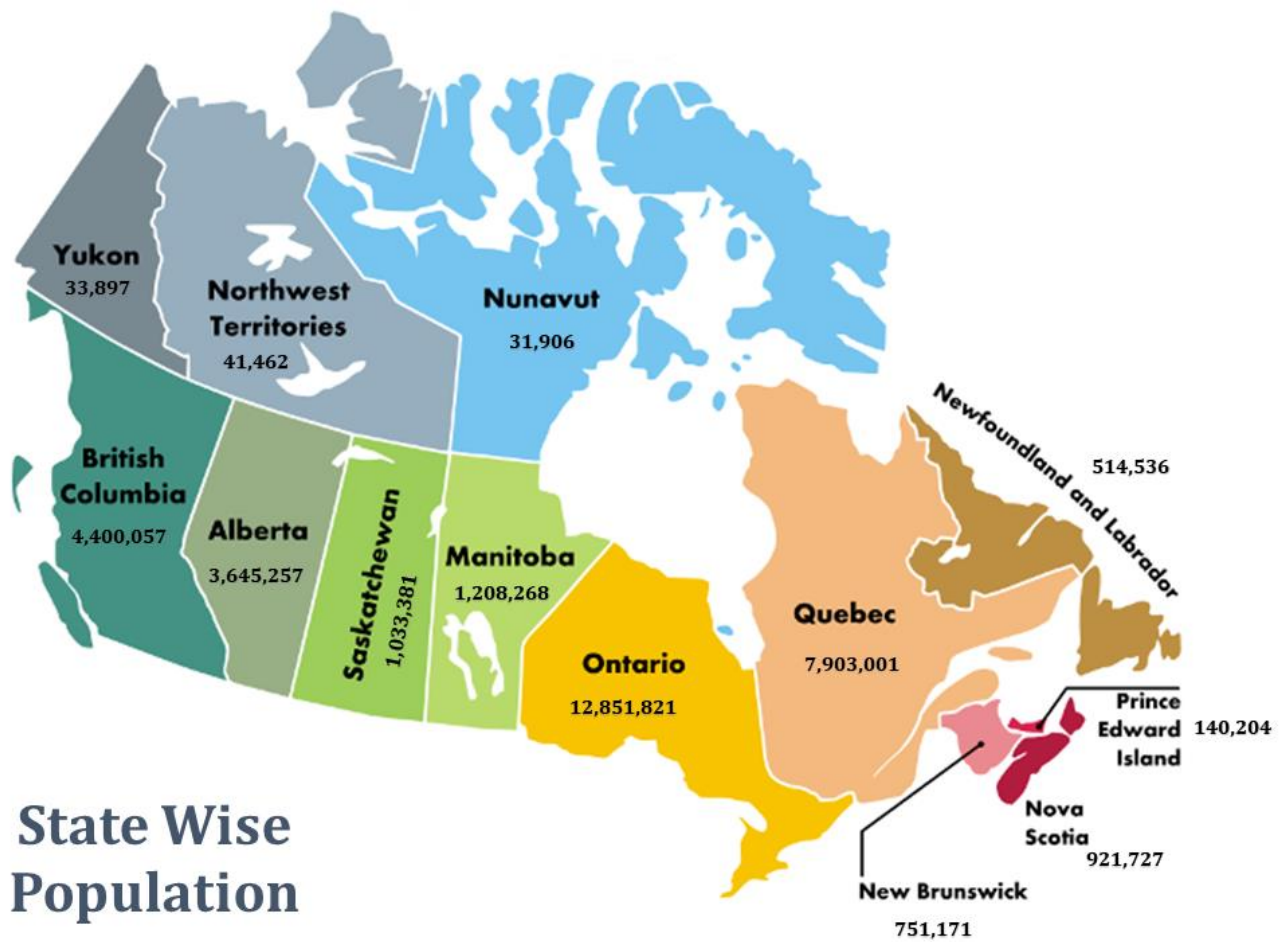 Yukon
33,897
Northwest
Territories
41,462
Nunavut
31,906
British
Columbia
4,400,057
Alberta
3,645,257
Saskatchewan
1,033,381
Manitoba
1,208,268
Ontario
12,851,821
Quebec
7,903,001
Newfoundland and Labrador
514,536
Prince
Edward
Island
140,204
Nova
Scotia
921,727
New Brunswick
751,171
State Wise
Population